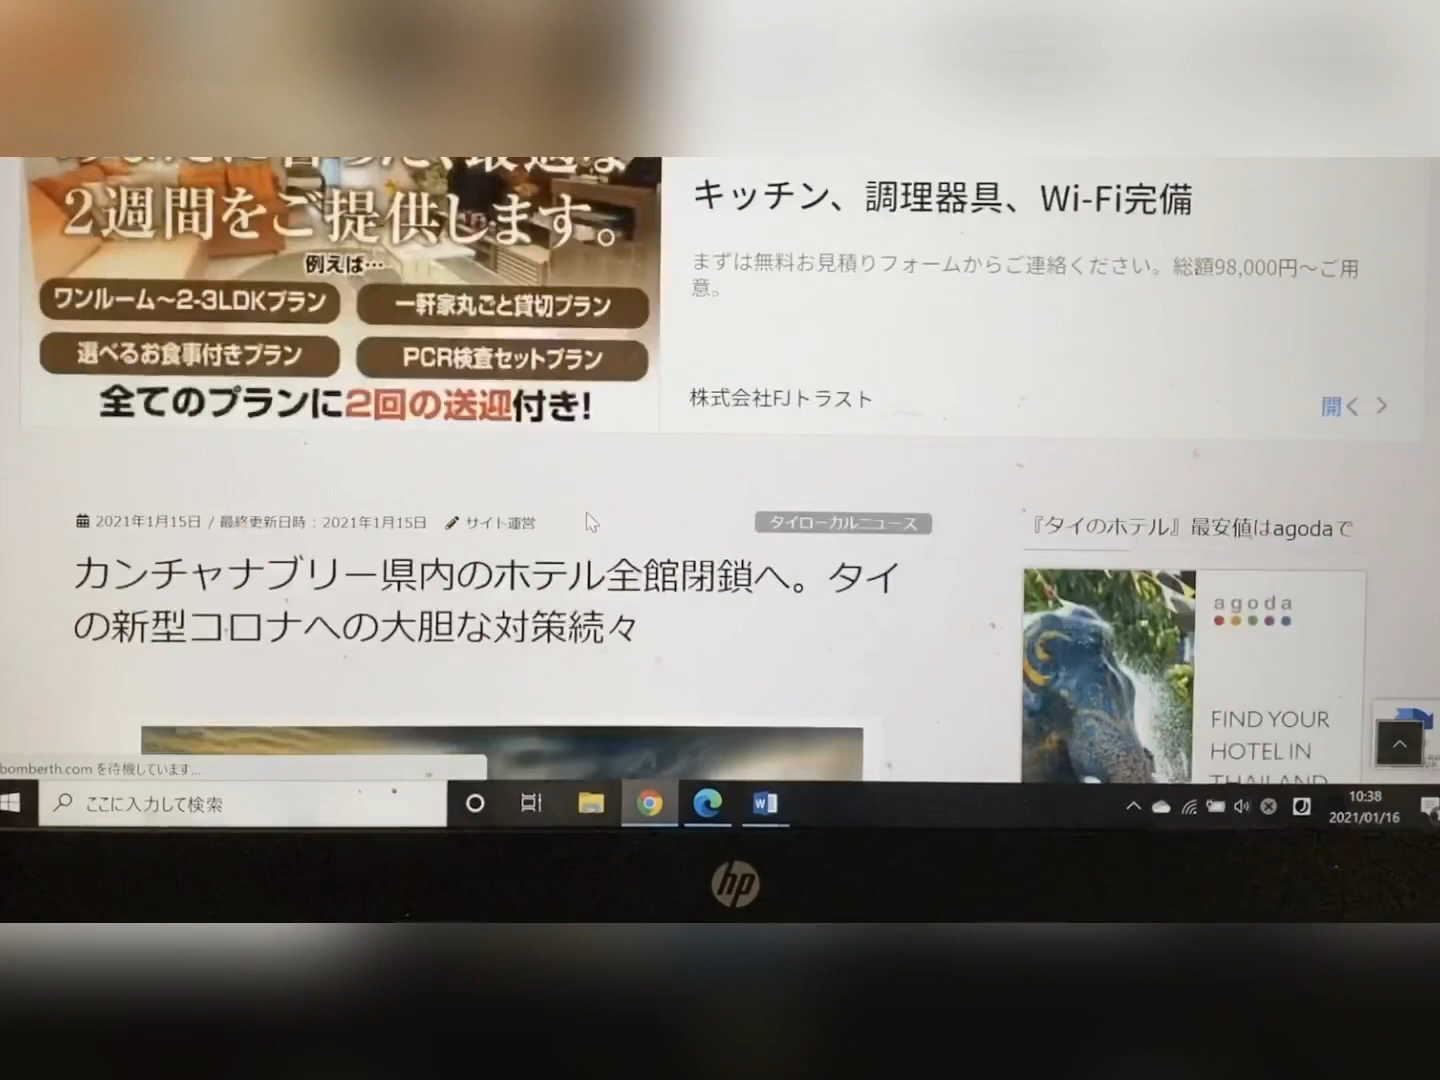 2週間をご提供します。
例えば…
ワンルーム〜2-3LDKプラン
一軒家丸ごと貸切プラン
選べるお食事付きプラン
PCR検査セットプラン
全てのプランに2回の送迎付き!
キッチン、調理器具、Wi-Fi完備
まずは無料お見積りフォームからご連絡ください。総額98,000円〜ご用
意。
株式会社FJトラスト
開く
2021年1月15日 / 最終更新日時 : 2021年1月15日
サイト運営
タイローカルニュース
カンチャナブリー県内のホテル全館閉鎖へ。タイ
の新型コロナへの大胆な対策続々
『タイのホテル』最安値はagodaで
agoda
FIND YOUR
HOTEL IN
THAILAND
bomberth.com を待機しています...
ここに入力して検索
10:38
2021/01/16
hp